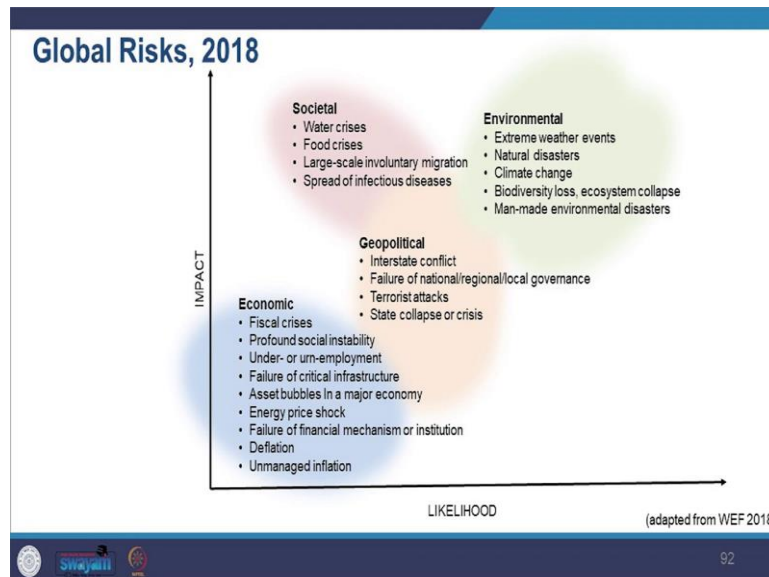 Global Risks, 2018
Societal
• Water crises
• Food crises
• Large-scale involuntary migration
• Spread of infectious diseases
Environmental
• Extreme weather events
• Natural disasters
• Climate change
• Biodiversity loss, ecosystem collapse
• Man-made environmental disasters
Geopolitical
• Interstate conflict
• Failure of national/regional/local governance
• Terrorist attacks
• State collapse or crisis
Economic
• Fiscal crises
• Profound social instability
• Under- or urn-employment
• Failure of critical infrastructure
• Asset bubbles In a major economy
• Energy price shock
• Failure of financial mechanism or institution
• Deflation
• Unmanaged inflation
IMPACT
LIKELIHOOD
(adapted from WEF 2018
swayam
92